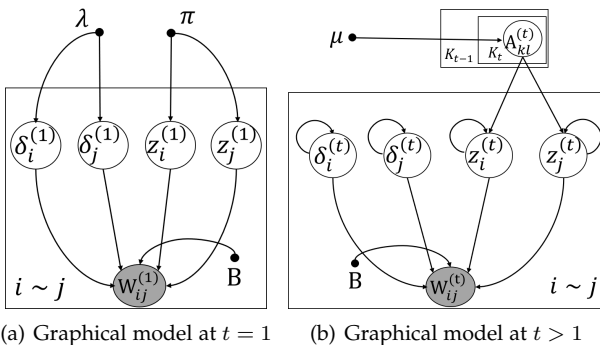 λ π
δ_i^{(1)} δ_j^{(1)} z_i^{(1)} z_j^{(1)}
W_{ij}^{(1)}
B
i ~ j
(a) Graphical model at t = 1
μ
K_{t-1} K_t A_{kl}^{(t)}
δ_i^{(t)} δ_j^{(t)} z_i^{(t)} z_j^{(t)}
B
W_{ij}^{(t)}
i ~ j
(b) Graphical model at t > 1